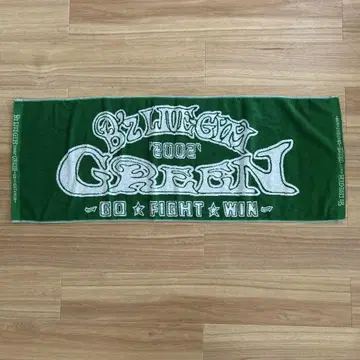 B'z LIVE-GYM
2002
GREEN
GO ★ FIGHT ★ WIN